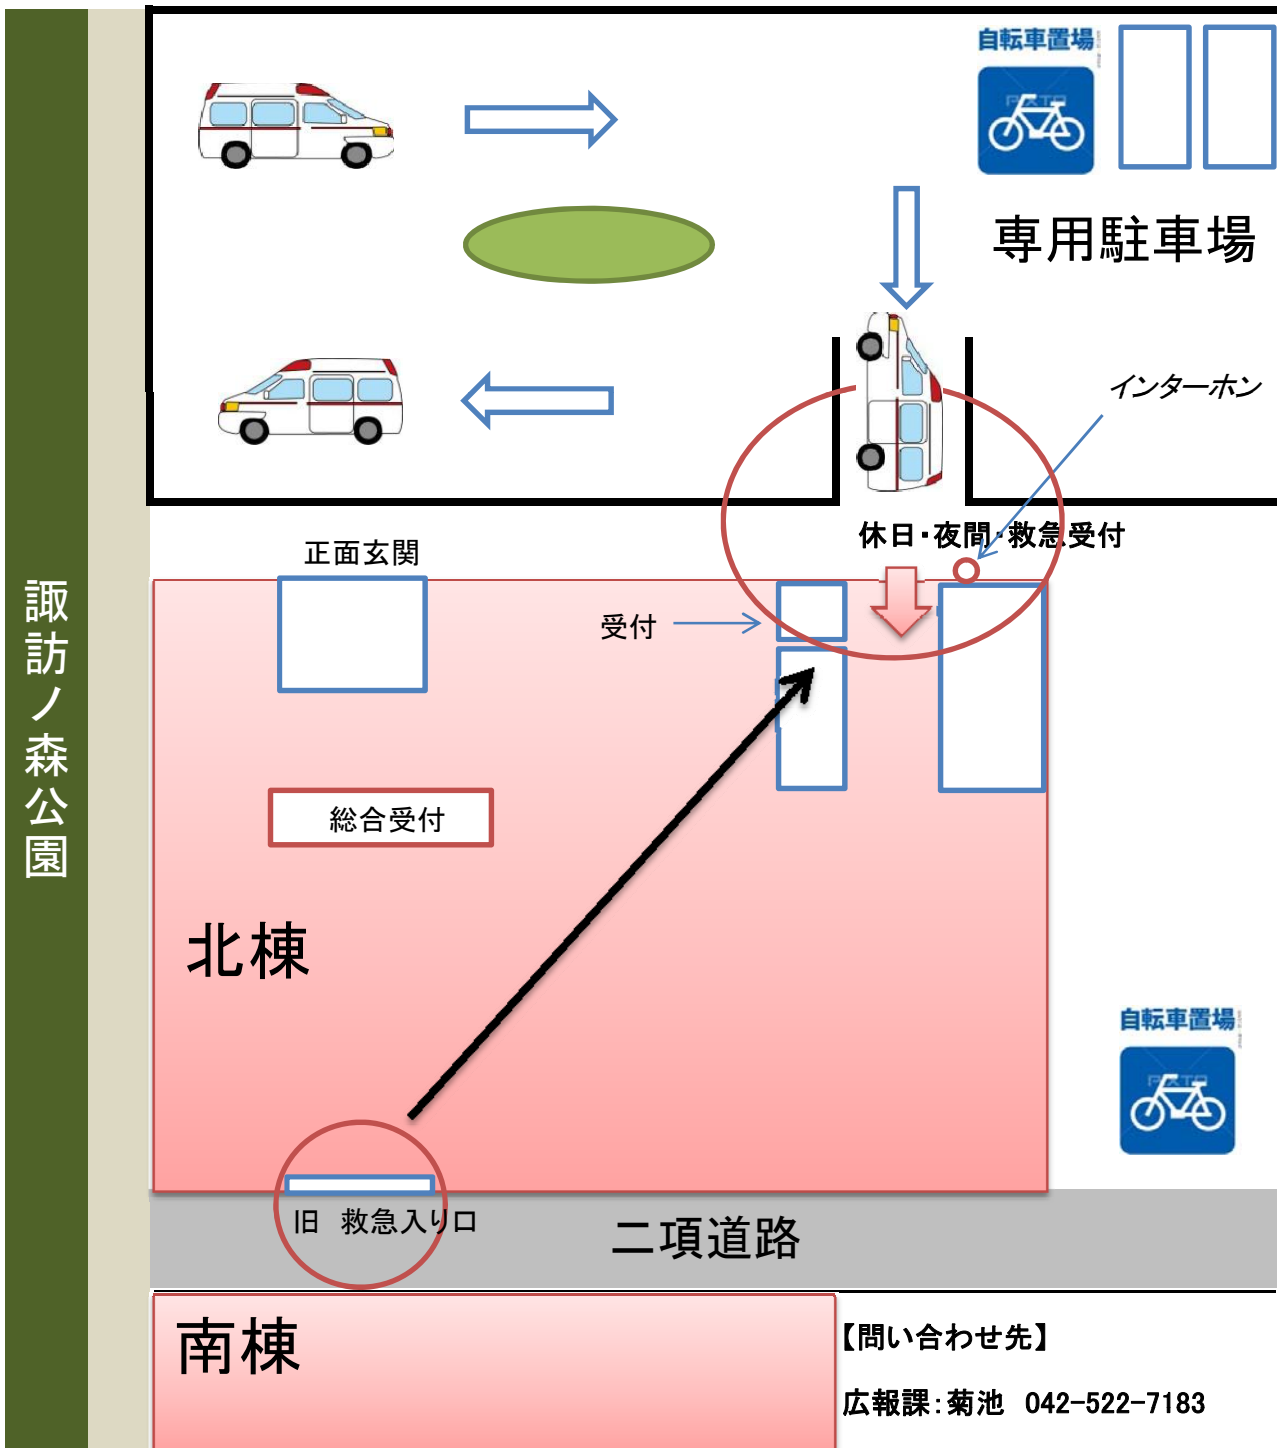 自転車置場
専用駐車場
インターホン
休日・夜間・救急受付
正面玄関
受付
諏訪ノ森公園
総合受付
北棟
自転車置場
旧 救急入り口
二項道路
南棟
【問い合わせ先】
広報課:菊池 042-522-7183